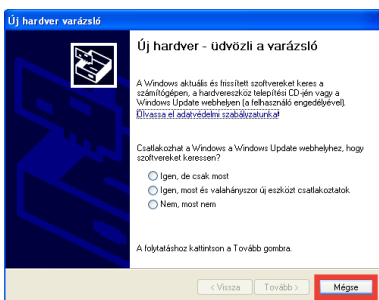 Új hardver varázsló
Új hardver - üdvözli a varázsló
A Windows aktuális és frissített szoftvereket keres a
számítógépen, a hardvereszköz telepítési CD-jén vagy a
Windows Update webhelyen (a felhasználó engedélyével).
Olvassa el adatvédelmi szabályzatunkat
Csatlakozhat a Windows a Windows Update webhelyhez, hogy
szoftvereket keressen?
Igen, de csak most
Igen, most és valahányszor új eszközt csatlakoztatok
Nem, most nem
A folytatáshoz kattintson a Tovább gombra.
< Vissza Tovább > Mégse